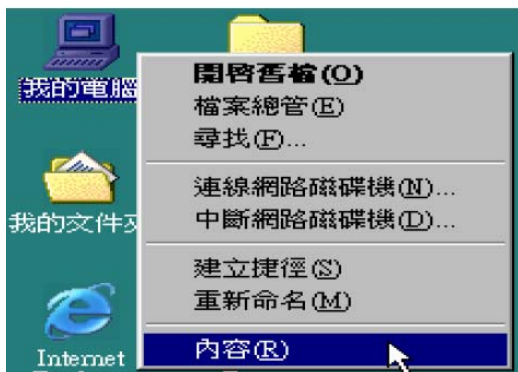 我的電腦
開啓舊檔(O)
檔案總管(E)
尋找(F)...
連線網路磁碟機(N)...
中斷網路磁碟機(D)...
我的文件夾
建立捷徑(S)
重新命名(M)
內容(R)
Internet